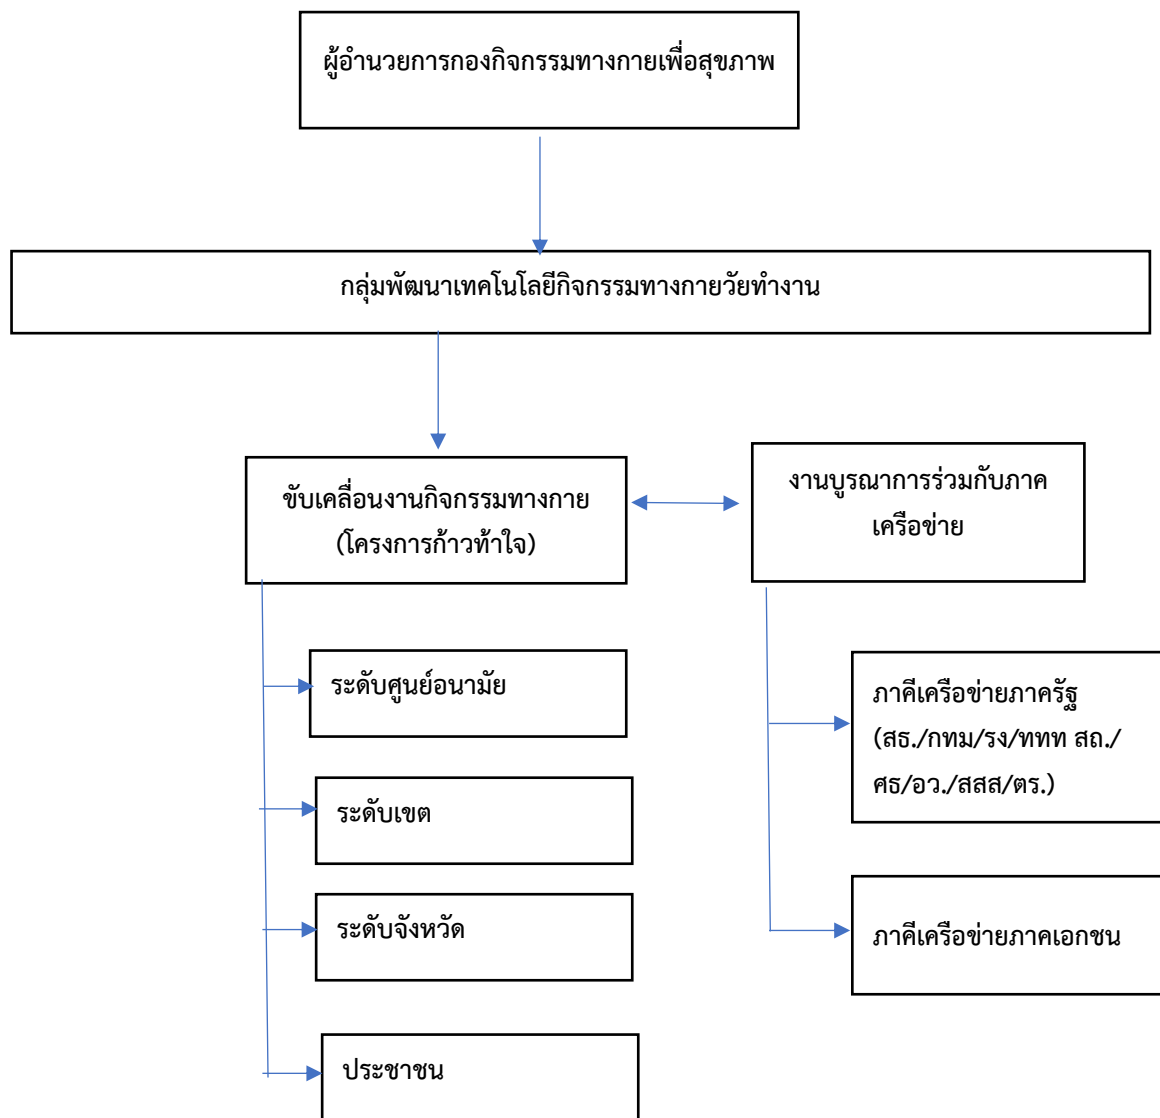 ผู้อำนวยการกองกิจกรรมทางกายเพื่อสุขภาพ
กลุ่มพัฒนาเทคโนโลยีกิจกรรมทางกายวัยทำงาน
ขับเคลื่อนงานกิจกรรมทางกาย
(โครงการก้าวท้าใจ)
งานบูรณาการร่วมกับภาค
เครือข่าย
ระดับศูนย์อนามัย
ระดับเขต
ระดับจังหวัด
ประชาชน
ภาคีเครือข่ายภาครัฐ
(สธ./กทม/รง/ททท สถ./
ศธ/อว./สสส/ตร.)
ภาคีเครือข่ายภาคเอกชน